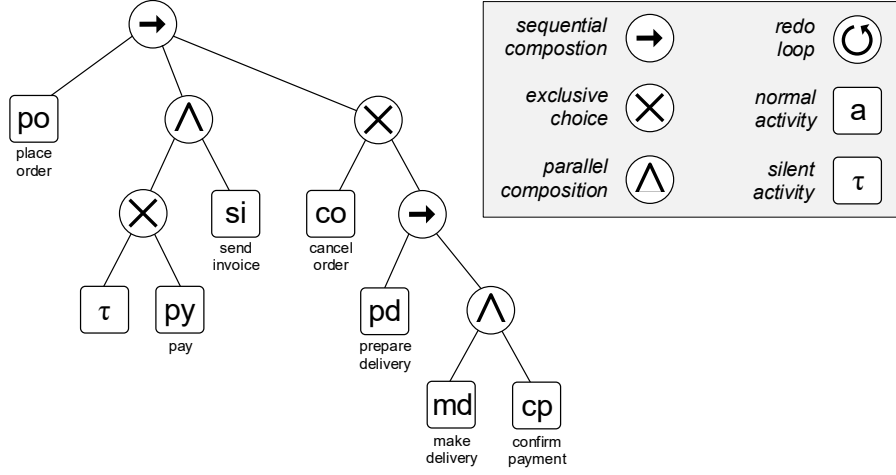 po
place
order
si
send
invoice
τ
py
pay
co
cancel
order
pd
prepare
delivery
md
make
delivery
cp
confirm
payment
sequential
compostion
redo
loop
exclusive
choice
normal
activity
a
parallel
composition
silent
activity
τ